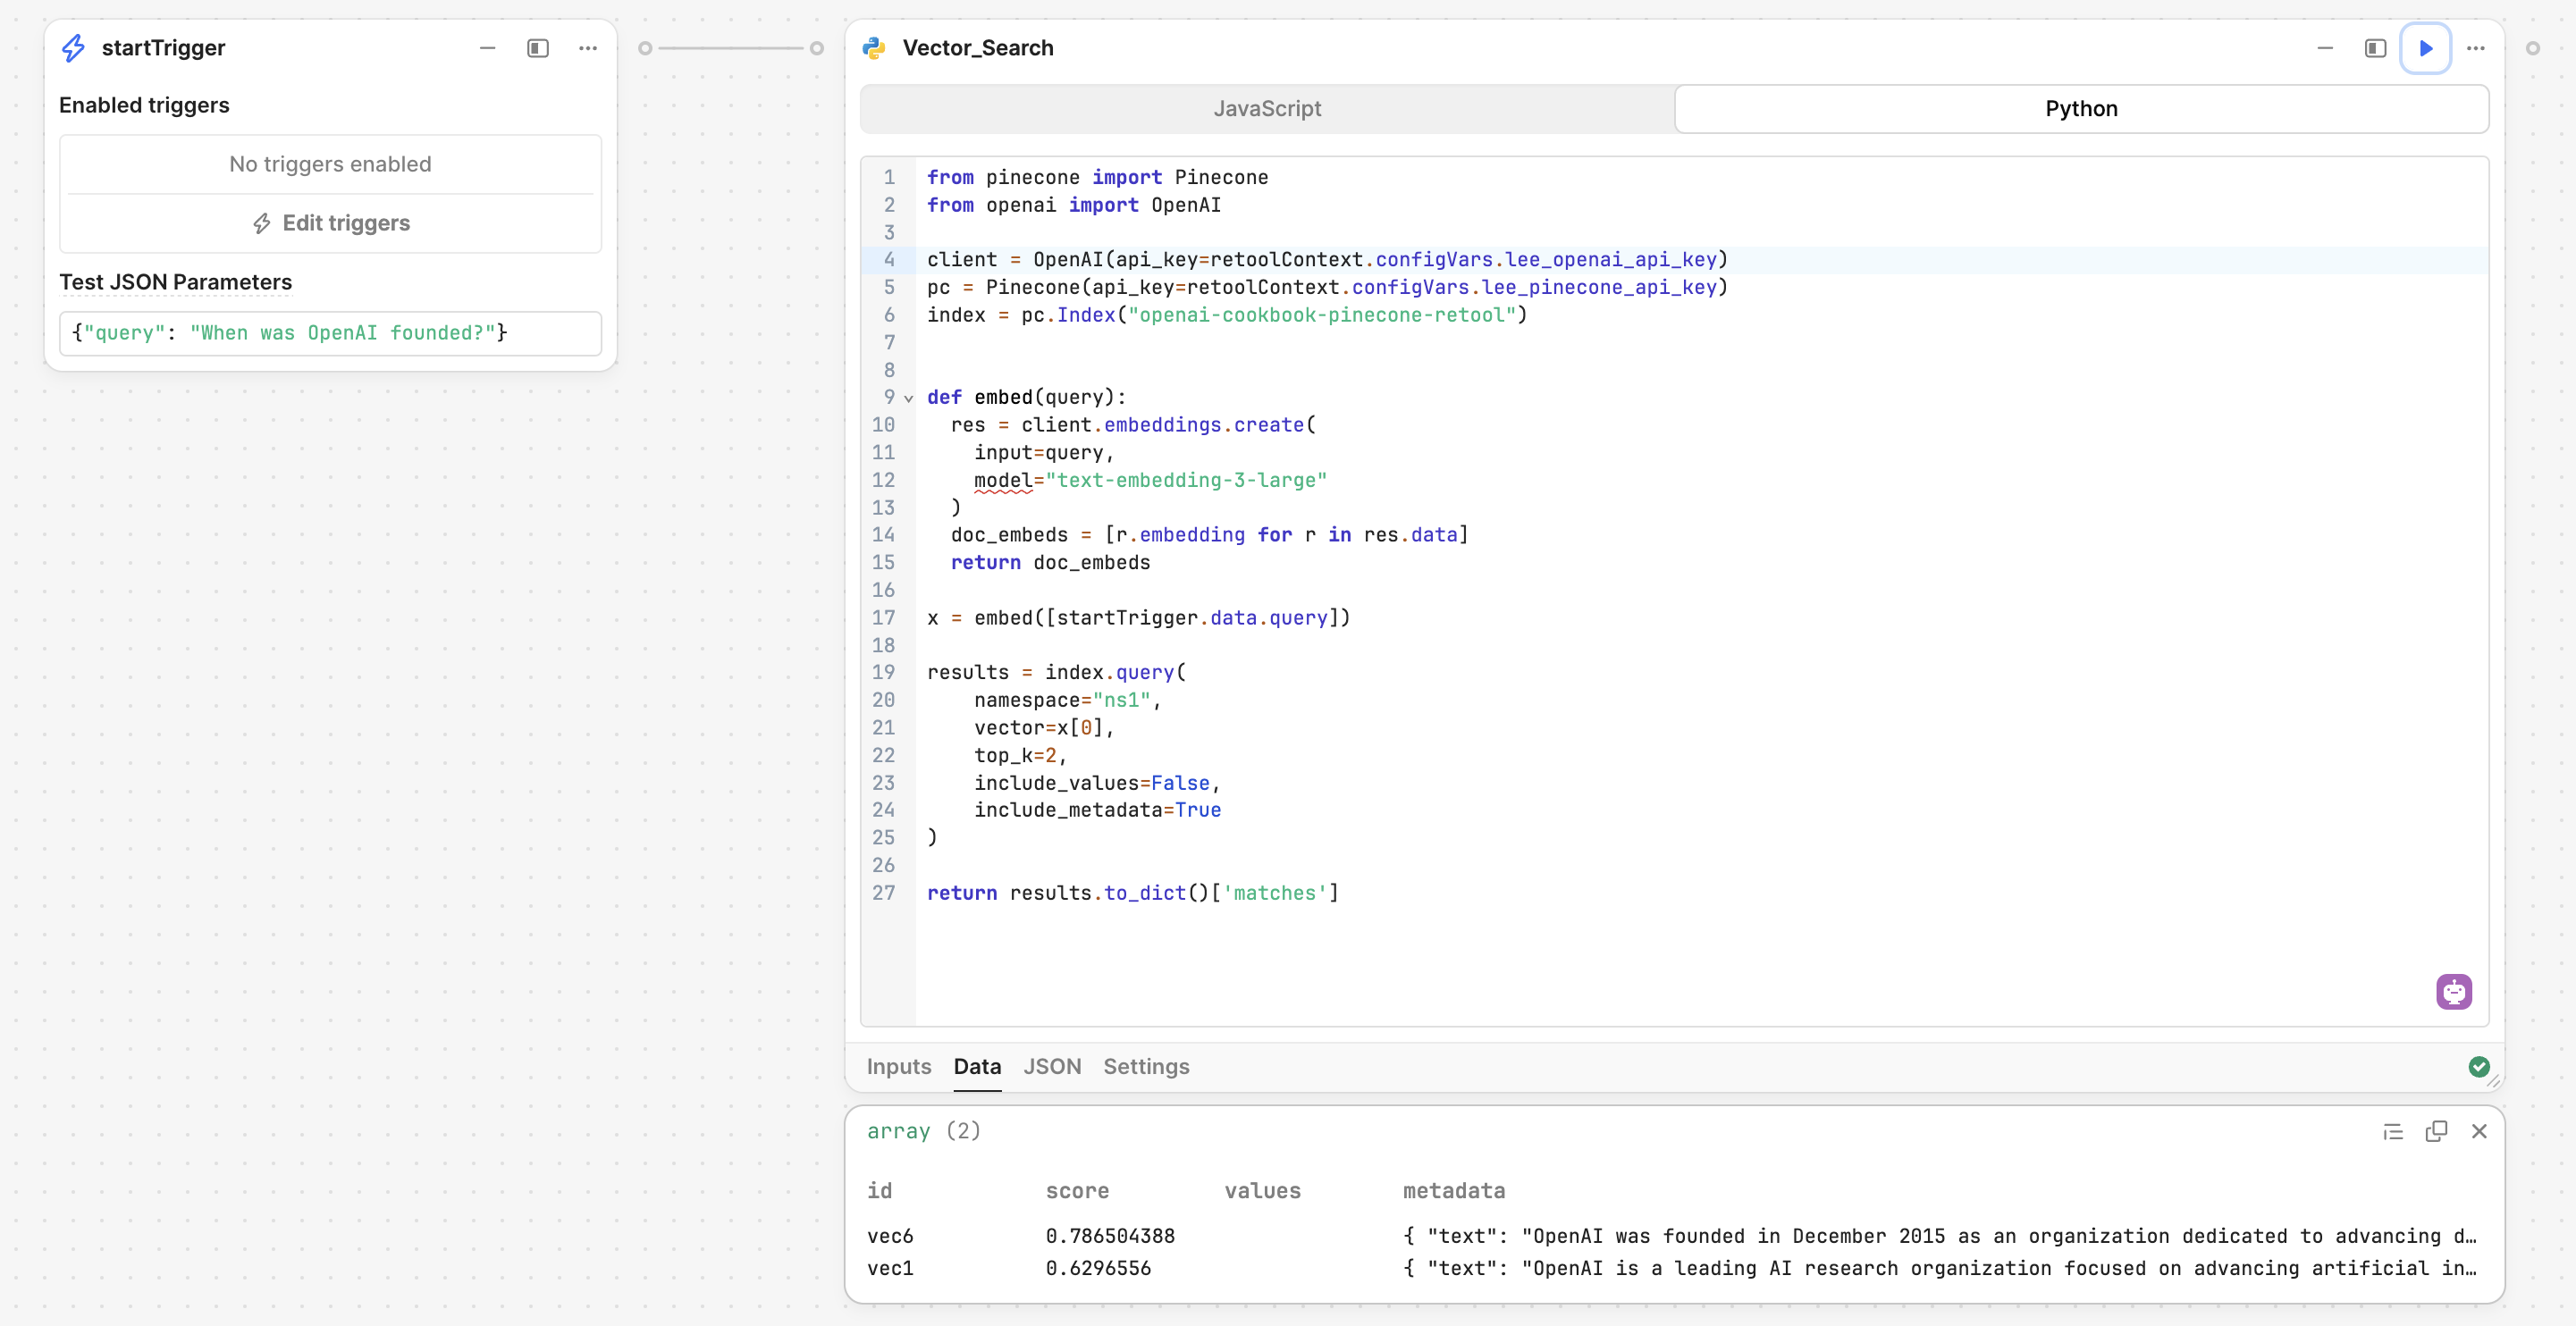 startTrigger
Enabled triggers
No triggers enabled
Edit triggers
Test JSON Parameters
{"query": "When was OpenAI founded?"}
Vector_Search
JavaScript
Python
1 from pinecone import Pinecone
2 from openai import OpenAI
3
4 client = OpenAI(api_key=retoolContext.configVars.lee_openai_api_key)
5 pc = Pinecone(api_key=retoolContext.configVars.lee_pinecone_api_key)
6 index = pc.Index("openai-cookbook-pinecone-retool")
7
8
9 def embed(query):
10   res = client.embeddings.create(
11     input=query,
12     model="text-embedding-3-large"
13   )
14   doc_embeds = [r.embedding for r in res.data]
15   return doc_embeds
16
17 x = embed([startTrigger.data.query])
18
19 results = index.query(
20     namespace="ns1",
21     vector=x[0],
22     top_k=2,
23     include_values=False,
24     include_metadata=True
25 )
26
27 return results.to_dict()['matches']
Inputs Data JSON Settings
array (2)
id score values metadata
vec6 0.786504388 { "text": "OpenAI was founded in December 2015 as an organization dedicated to advancing d…
vec1 0.6296556 { "text": "OpenAI is a leading AI research organization focused on advancing artificial in…